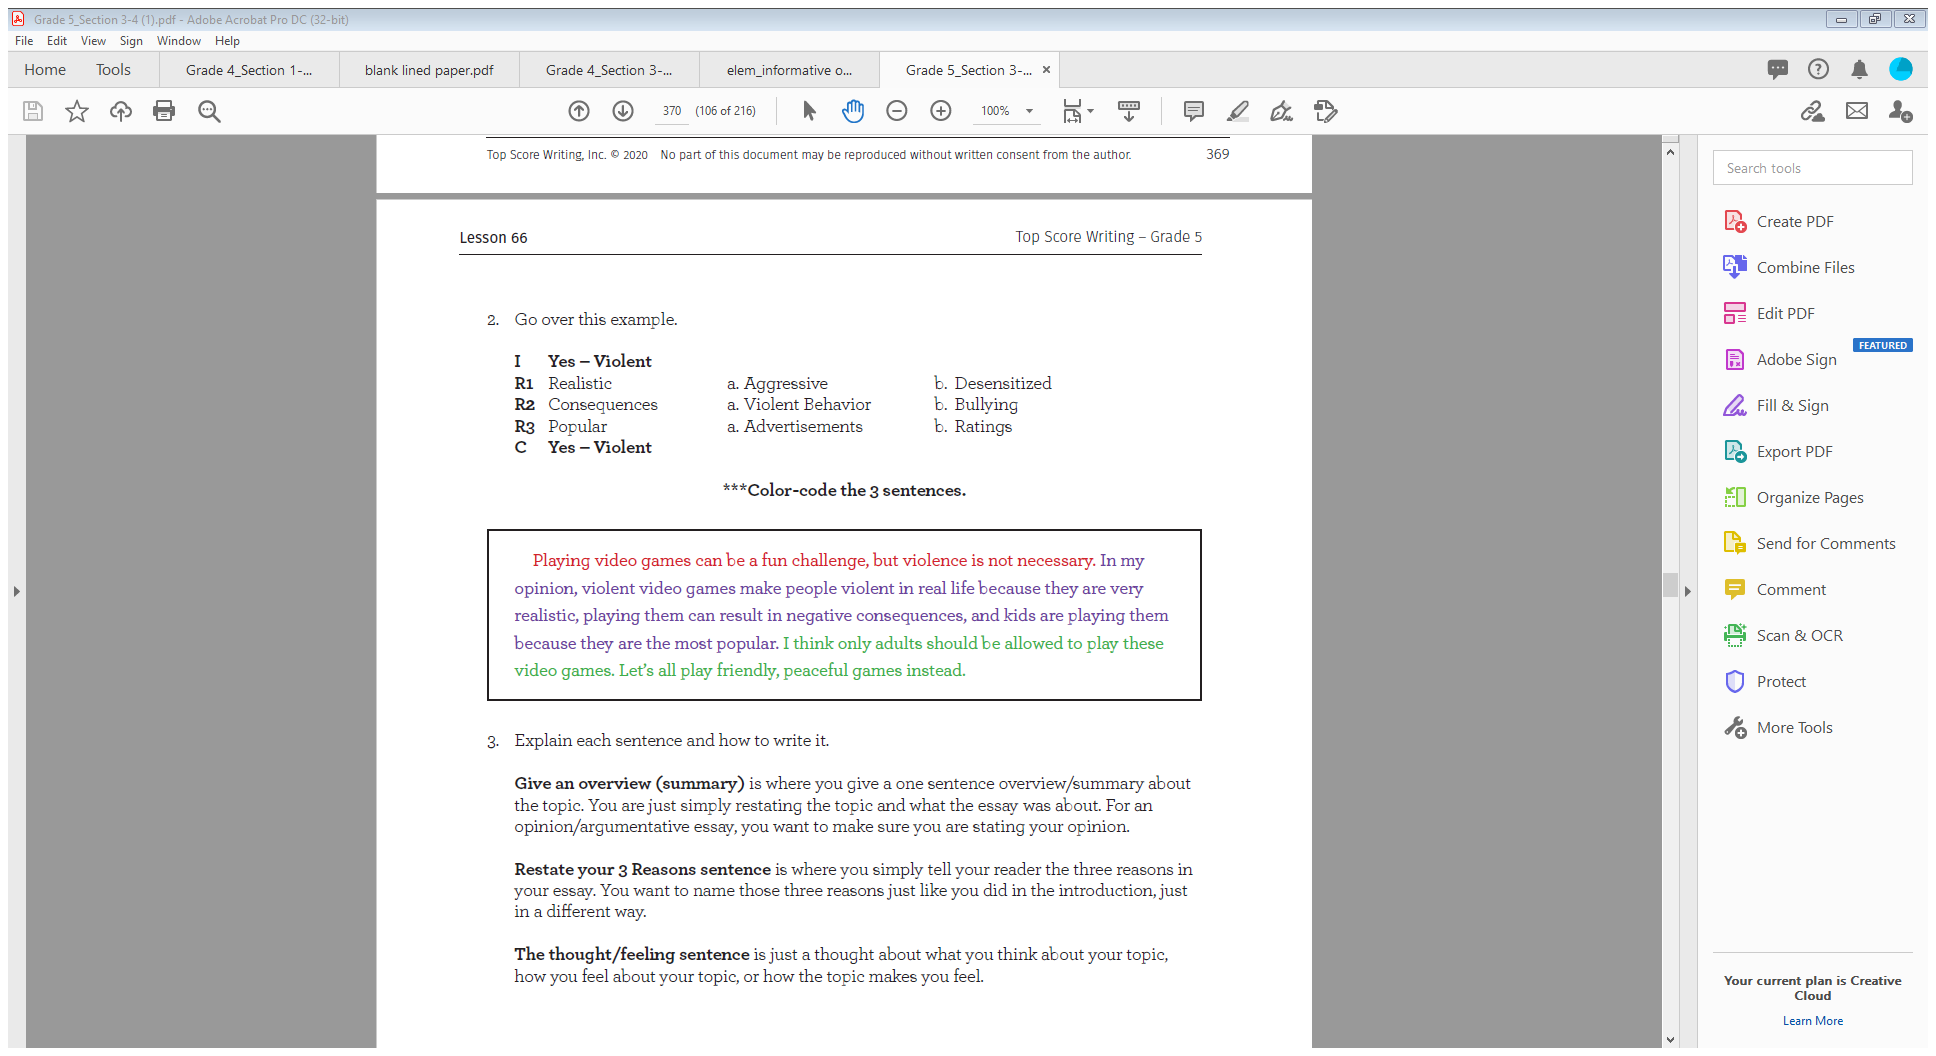 Grade 5_Section 3-4 (1).pdf - Adobe Acrobat Pro DC (32-bit)
File Edit View Sign Window Help
Home Tools Grade 4_Section 1-... blank lined paper.pdf Grade 4_Section 3-... elem_informative o... Grade 5_Section 3-...
370 (106 of 216) 100%
Top Score Writing, Inc. © 2020 No part of this document may be reproduced without written consent from the author. 369
Lesson 66 Top Score Writing – Grade 5
2. Go over this example.
I Yes – Violent
R1 Realistic a. Aggressive b. Desensitized
R2 Consequences a. Violent Behavior b. Bullying
R3 Popular a. Advertisements b. Ratings
C Yes – Violent
***Color-code the 3 sentences.
Playing video games can be a fun challenge, but violence is not necessary. In my
opinion, violent video games make people violent in real life because they are very
realistic, playing them can result in negative consequences, and kids are playing them
because they are the most popular. I think only adults should be allowed to play these
video games. Let's all play friendly, peaceful games instead.
3. Explain each sentence and how to write it.
Give an overview (summary) is where you give a one sentence overview/summary about
the topic. You are just simply restating the topic and what the essay was about. For an
opinion/argumentative essay, you want to make sure you are stating your opinion.
Restate your 3 Reasons sentence is where you simply tell your reader the three reasons in
your essay. You want to name those three reasons just like you did in the introduction, just
in a different way.
The thought/feeling sentence is just a thought about what you think about your topic,
how you feel about your topic, or how the topic makes you feel.
Search tools
Create PDF
Combine Files
Edit PDF
FEATURED
Adobe Sign
Fill & Sign
Export PDF
Organize Pages
Send for Comments
Comment
Scan & OCR
Protect
More Tools
Your current plan is Creative
Cloud
Learn More